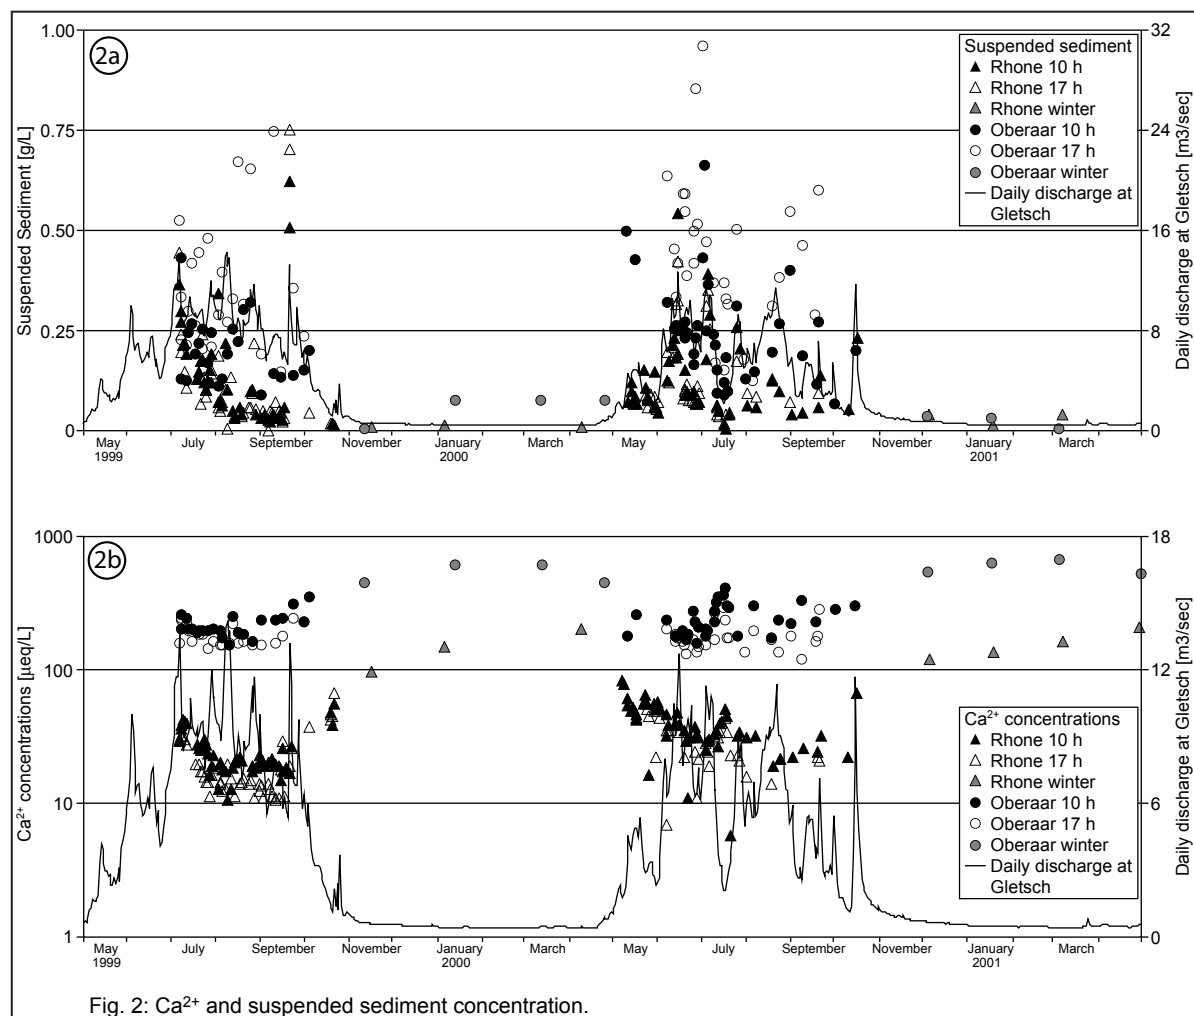 2a
Suspended Sediment [g/L]
1.00
0.75
0.50
0.25
0
Daily discharge at Gletsch [m3/sec]
32
24
16
8
0
Suspended sediment
Rhone 10 h
Rhone 17 h
Rhone winter
Oberaar 10 h
Oberaar 17 h
Oberaar winter
Daily discharge at
Gletsch
May July September November January March May July September November January March
1999 2000 2001
2b
Ca²⁺ concentrations [µeq/L]
1000
100
10
1
Daily discharge at Gletsch [m3/sec]
18
12
6
0
Ca²⁺ concentrations
Rhone 10 h
Rhone 17 h
Rhone winter
Oberaar 10 h
Oberaar 17 h
Oberaar winter
Daily discharge at
Gletsch
May July September November January March May July September November January March
1999 2000 2001
Fig. 2: Ca²⁺ and suspended sediment concentration.